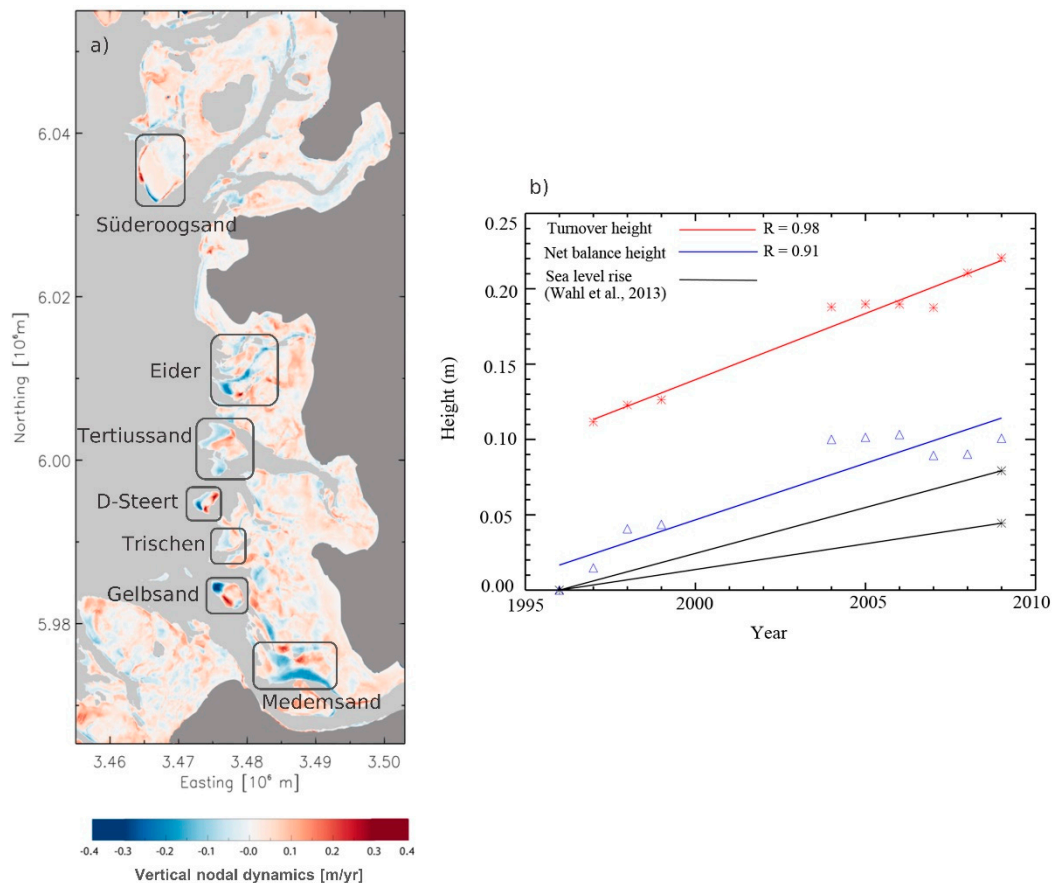 a)
6.04
6.02
6.00
5.98
Northing [10⁶m]
Süderoogsand
Eider
Tertiussand
D-Steert
Trischen
Gelbsand
Medemsand
3.46 3.47 3.48 3.49 3.50
Easting [10⁶ m]
-0.4 -0.3 -0.2 -0.1 -0.0 0.1 0.2 0.3 0.4
Vertical nodal dynamics [m/yr]
b)
Turnover height R = 0.98
Net balance height R = 0.91
Sea level rise
(Wahl et al., 2013)
0.25
0.20
0.15
0.10
0.05
0.00
Height (m)
1995 2000 2005 2010
Year